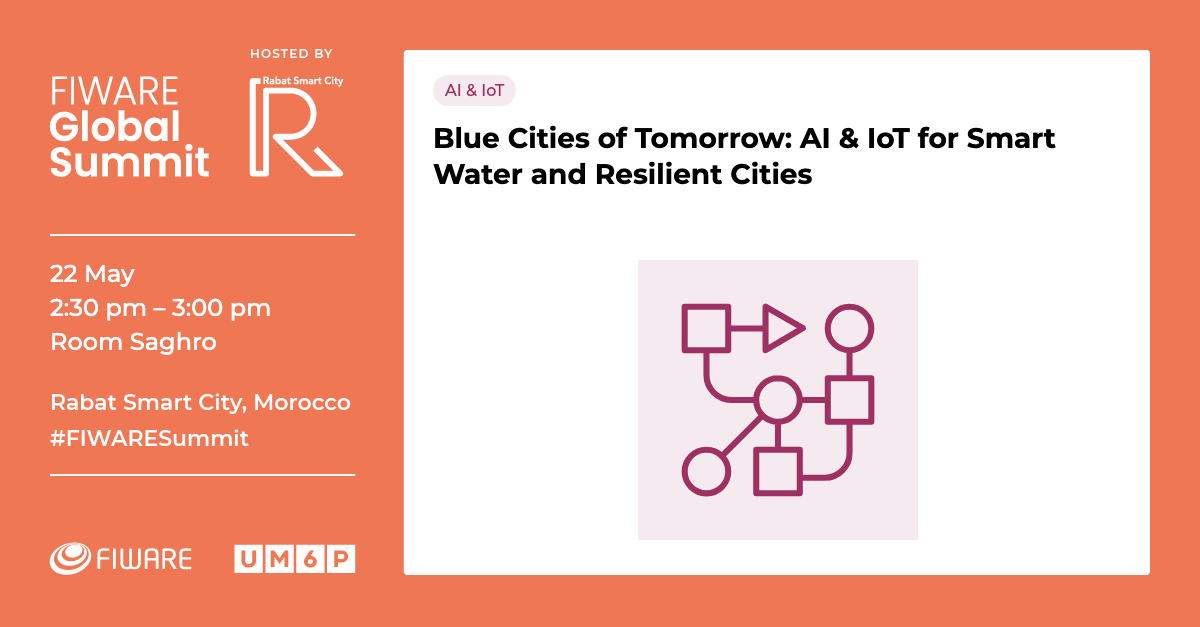 HOSTED BY
FIWARE
Global
Summit
Rabat Smart City
22 May
2:30 pm – 3:00 pm
Room Saghro
Rabat Smart City, Morocco
#FIWARESummit
FIWARE
UM6P
AI & IoT
Blue Cities of Tomorrow: AI & IoT for Smart
Water and Resilient Cities